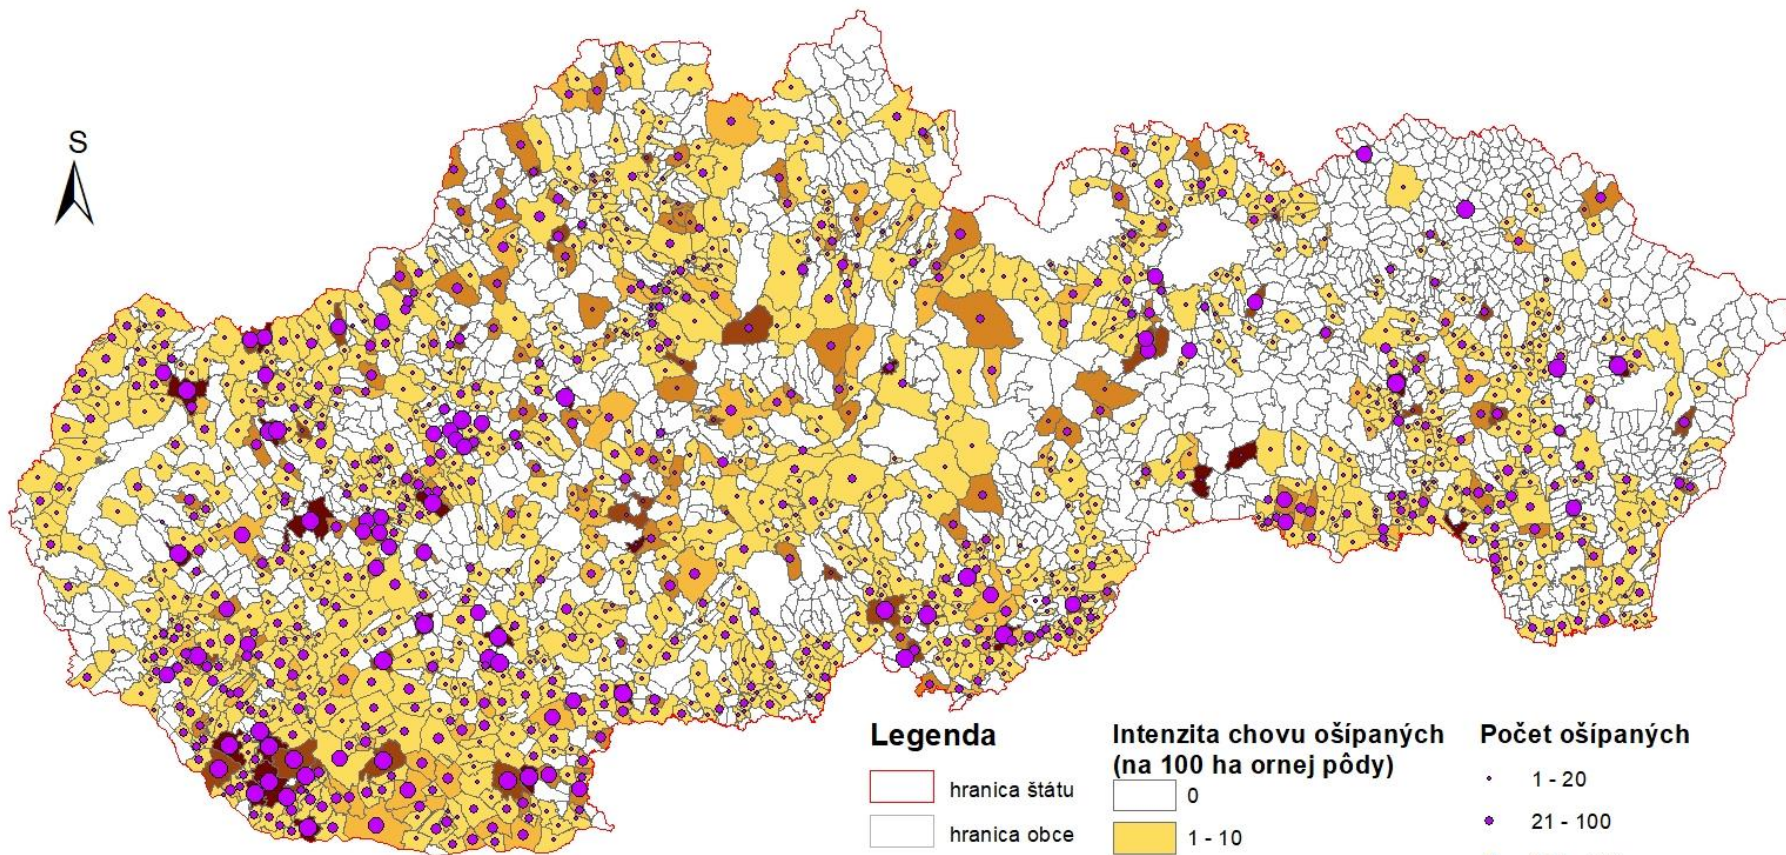 S
Legenda
hranica štátu
hranica obce
Intenzita chovu ošípaných
(na 100 ha ornej pôdy)
0
1 - 10
Počet ošípaných
1 - 20
21 - 100